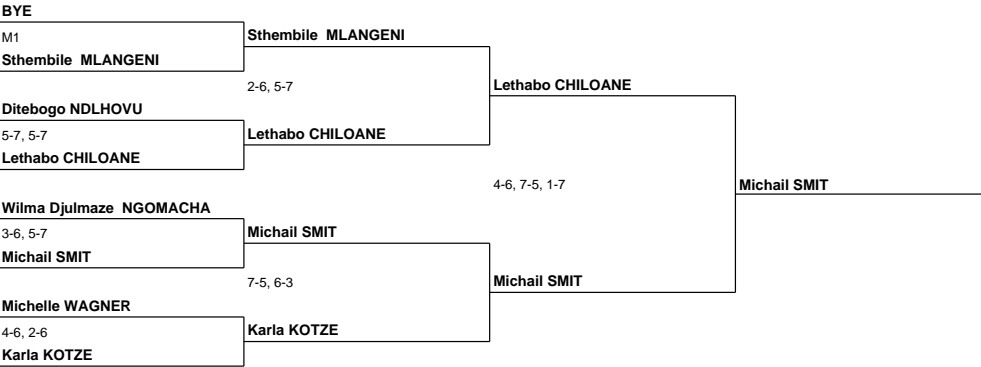 BYE
M1
Sthembile MLANGENI
Sthembile MLANGENI
2-6, 5-7
Ditebogo NDLHOVU
5-7, 5-7
Lethabo CHILOANE
Lethabo CHILOANE
Lethabo CHILOANE
4-6, 7-5, 1-7
Michail SMIT
Wilma Djulmaze NGOMACHA
3-6, 5-7
Michail SMIT
Michail SMIT
7-5, 6-3
Michail SMIT
Michelle WAGNER
4-6, 2-6
Karla KOTZE
Karla KOTZE